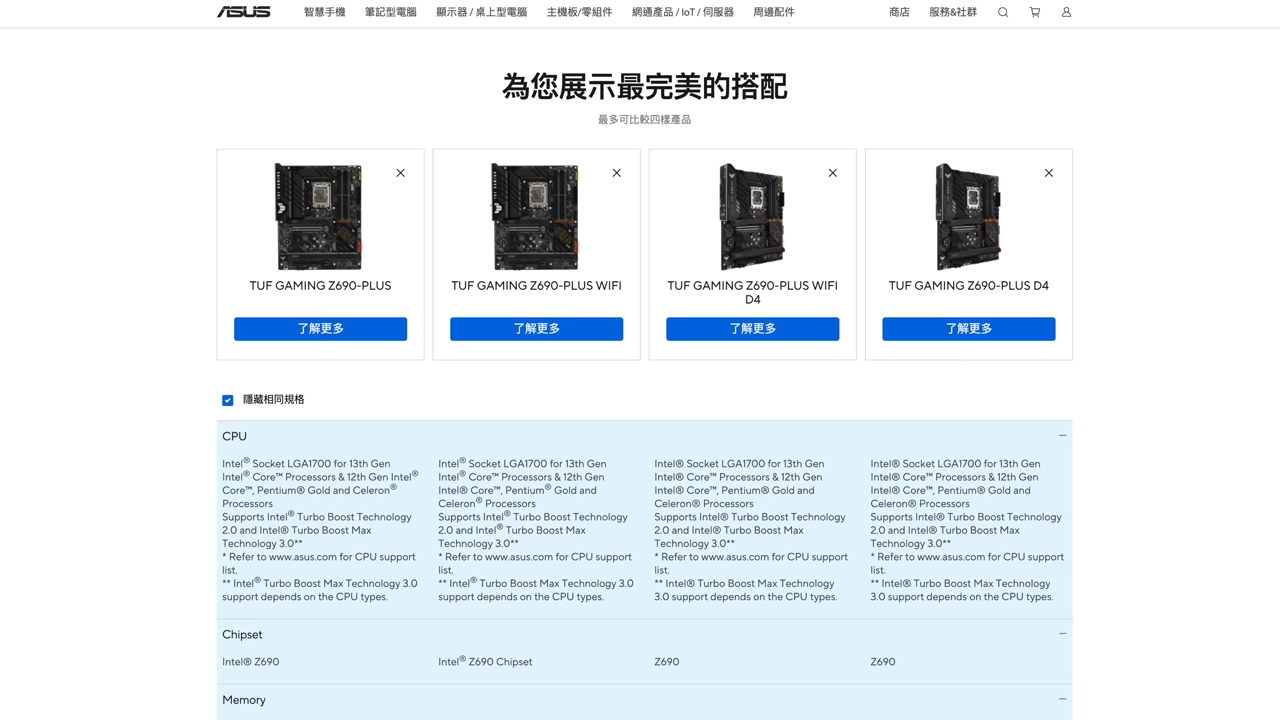 ASUS 智慧手機 筆記型電腦 顯示器 / 桌上型電腦 主機板/零組件 網通產品 / IoT / 伺服器 周邊配件 商店 服務&社群
為您展示最完美的搭配
最多可比較四樣產品
TUF GAMING Z690-PLUS
了解更多
TUF GAMING Z690-PLUS WIFI
了解更多
TUF GAMING Z690-PLUS WIFI
D4
了解更多
TUF GAMING Z690-PLUS D4
了解更多
隱藏相同規格
CPU
Intel® Socket LGA1700 for 13th Gen
Intel® Core™ Processors & 12th Gen Intel®
Core™, Pentium® Gold and Celeron®
Processors
Supports Intel® Turbo Boost Technology
2.0 and Intel® Turbo Boost Max
Technology 3.0**
* Refer to www.asus.com for CPU support
list.
** Intel® Turbo Boost Max Technology 3.0
support depends on the CPU types.
Intel® Socket LGA1700 for 13th Gen
Intel® Core™ Processors & 12th Gen
Intel® Core™, Pentium® Gold and
Celeron® Processors
Supports Intel® Turbo Boost Technology
2.0 and Intel® Turbo Boost Max
Technology 3.0**
* Refer to www.asus.com for CPU support
list.
** Intel® Turbo Boost Max Technology 3.0
support depends on the CPU types.
Intel® Socket LGA1700 for 13th Gen
Intel® Core™ Processors & 12th Gen
Intel® Core™, Pentium® Gold and
Celeron® Processors
Supports Intel® Turbo Boost Technology
2.0 and Intel® Turbo Boost Max
Technology 3.0**
* Refer to www.asus.com for CPU support
list.
** Intel® Turbo Boost Max Technology
3.0 support depends on the CPU types.
Intel® Socket LGA1700 for 13th Gen
Intel® Core™ Processors & 12th Gen
Intel® Core™, Pentium® Gold and
Celeron® Processors
Supports Intel® Turbo Boost Technology
2.0 and Intel® Turbo Boost Max
Technology 3.0**
* Refer to www.asus.com for CPU support
list.
** Intel® Turbo Boost Max Technology
3.0 support depends on the CPU types.
Chipset
Intel® Z690
Intel® Z690 Chipset
Z690
Z690
Memory